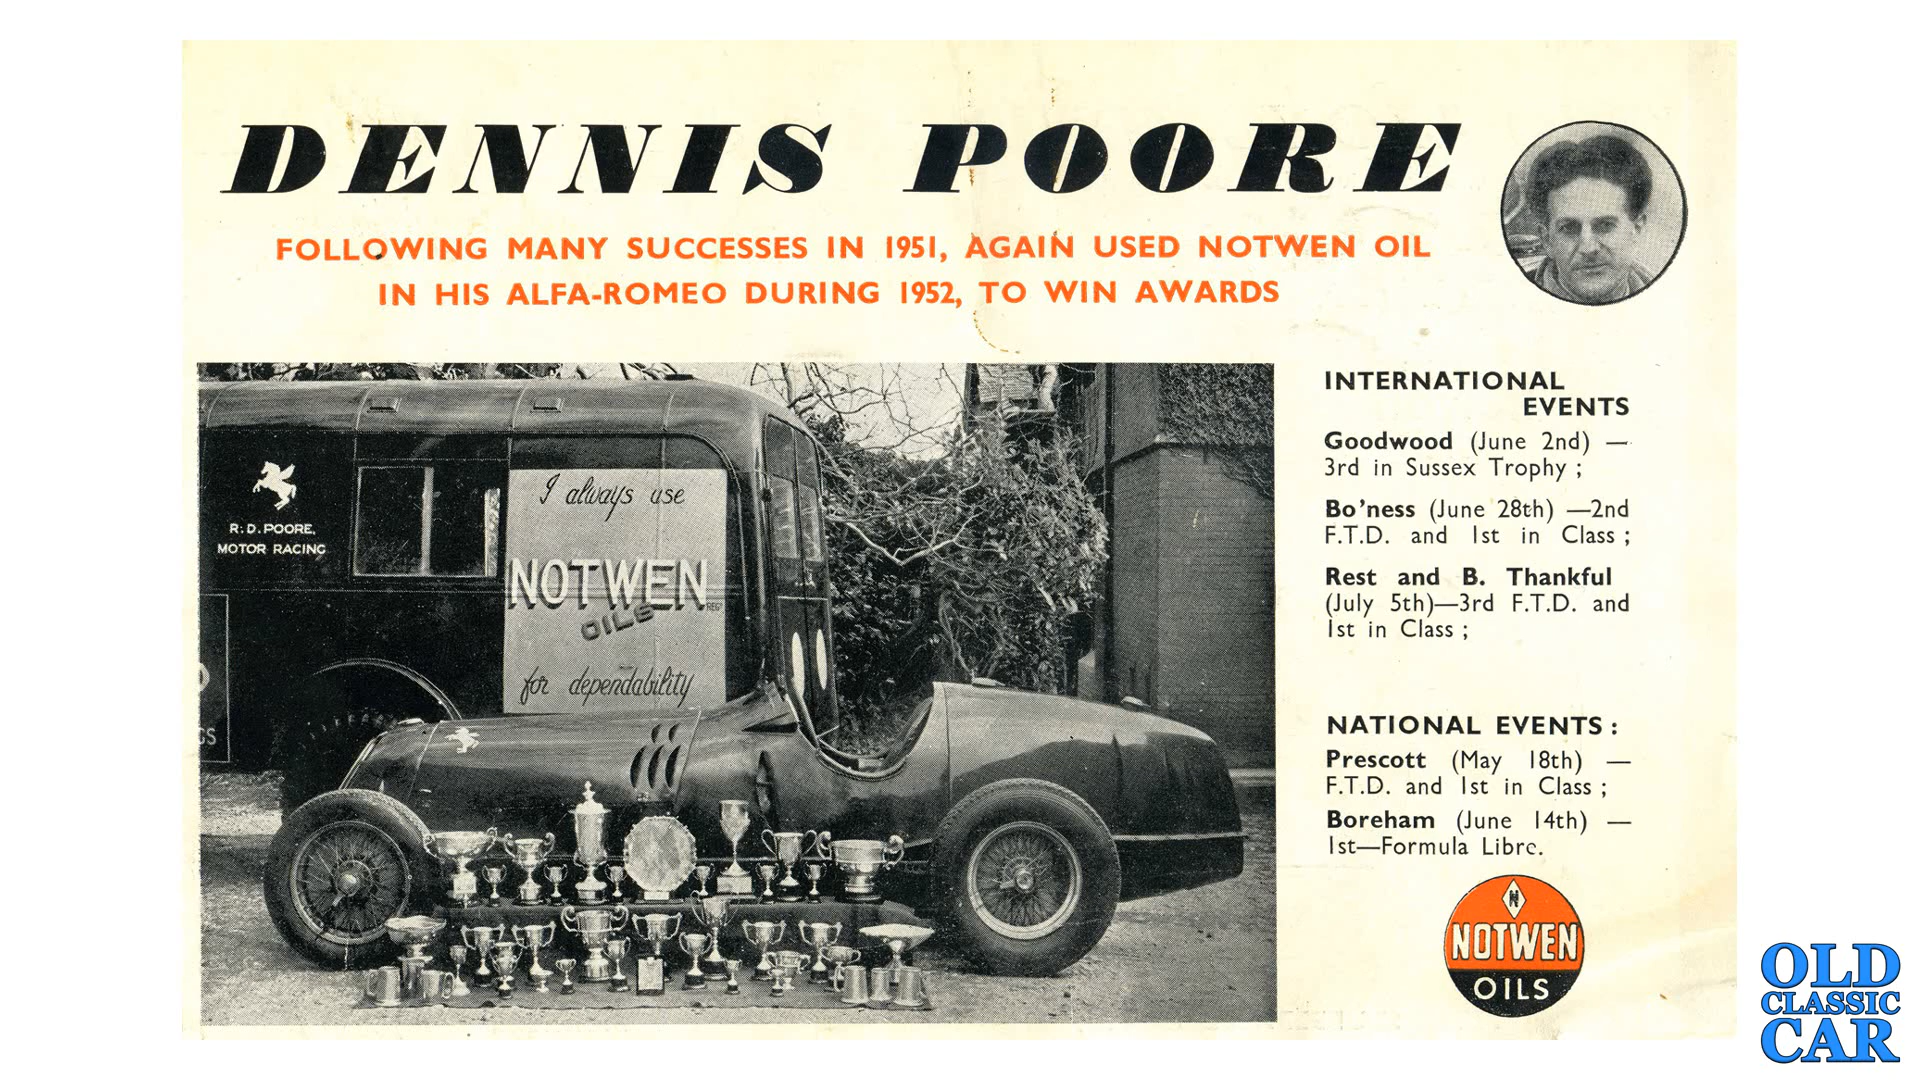 DENNIS POORE
FOLLOWING MANY SUCCESSES IN 1951, AGAIN USED NOTWEN OIL
IN HIS ALFA-ROMEO DURING 1952, TO WIN AWARDS
R.D. POORE,
MOTOR RACING
I always use
NOTWEN
REGD
OILS
for dependability
GS
INTERNATIONAL
EVENTS
Goodwood (June 2nd) —
3rd in Sussex Trophy ;
Bo'ness (June 28th) —2nd
F.T.D. and 1st in Class ;
Rest and B. Thankful
(July 5th)—3rd F.T.D. and
1st in Class ;
NATIONAL EVENTS :
Prescott (May 18th) —
F.T.D. and 1st in Class ;
Boreham (June 14th) —
1st—Formula Libre.
N
NOTWEN
OILS
OLD
CLASSIC
CAR